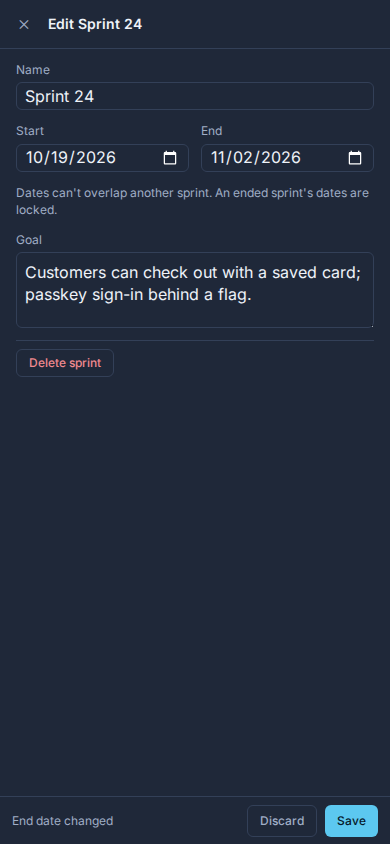 Edit Sprint 24
Name
Sprint 24
Start
End
10/19/2026
11/02/2026
Dates can't overlap another sprint. An ended sprint's dates are
locked.
Goal
Customers can check out with a saved card;
passkey sign-in behind a flag.
Delete sprint
End date changed
Discard
Save